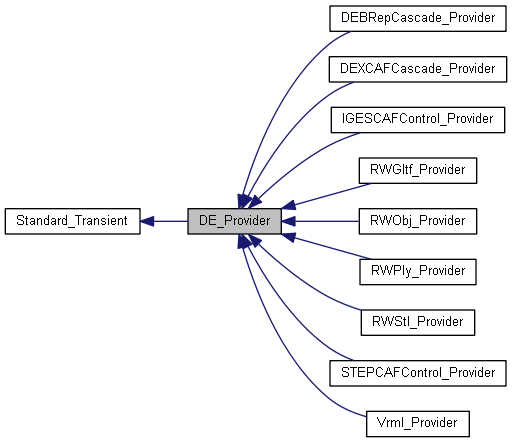 DEBRepCascade_Provider
DEXCAFCascade_Provider
IGESCAFControl_Provider
RWGltf_Provider
Standard_Transient
DE_Provider
RWObj_Provider
RWPly_Provider
RWStl_Provider
STEPCAFControl_Provider
Vrml_Provider